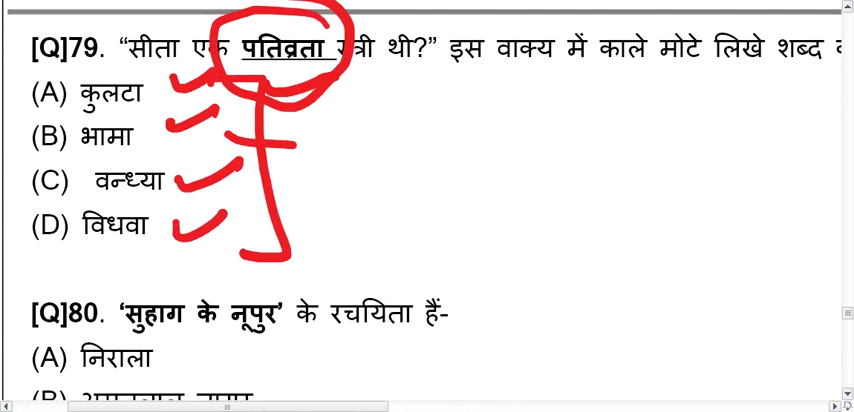 [Q]79. “सीता एक पतिव्रता स्त्री थी?” इस वाक्य में काले मोटे लिखे शब्द
(A) कुलटा
(B) भामा
(C) वन्ध्या
(D) विधवा
[Q]80. ‘सुहाग के नूपुर’ के रचयिता हैं-
(A) निराला